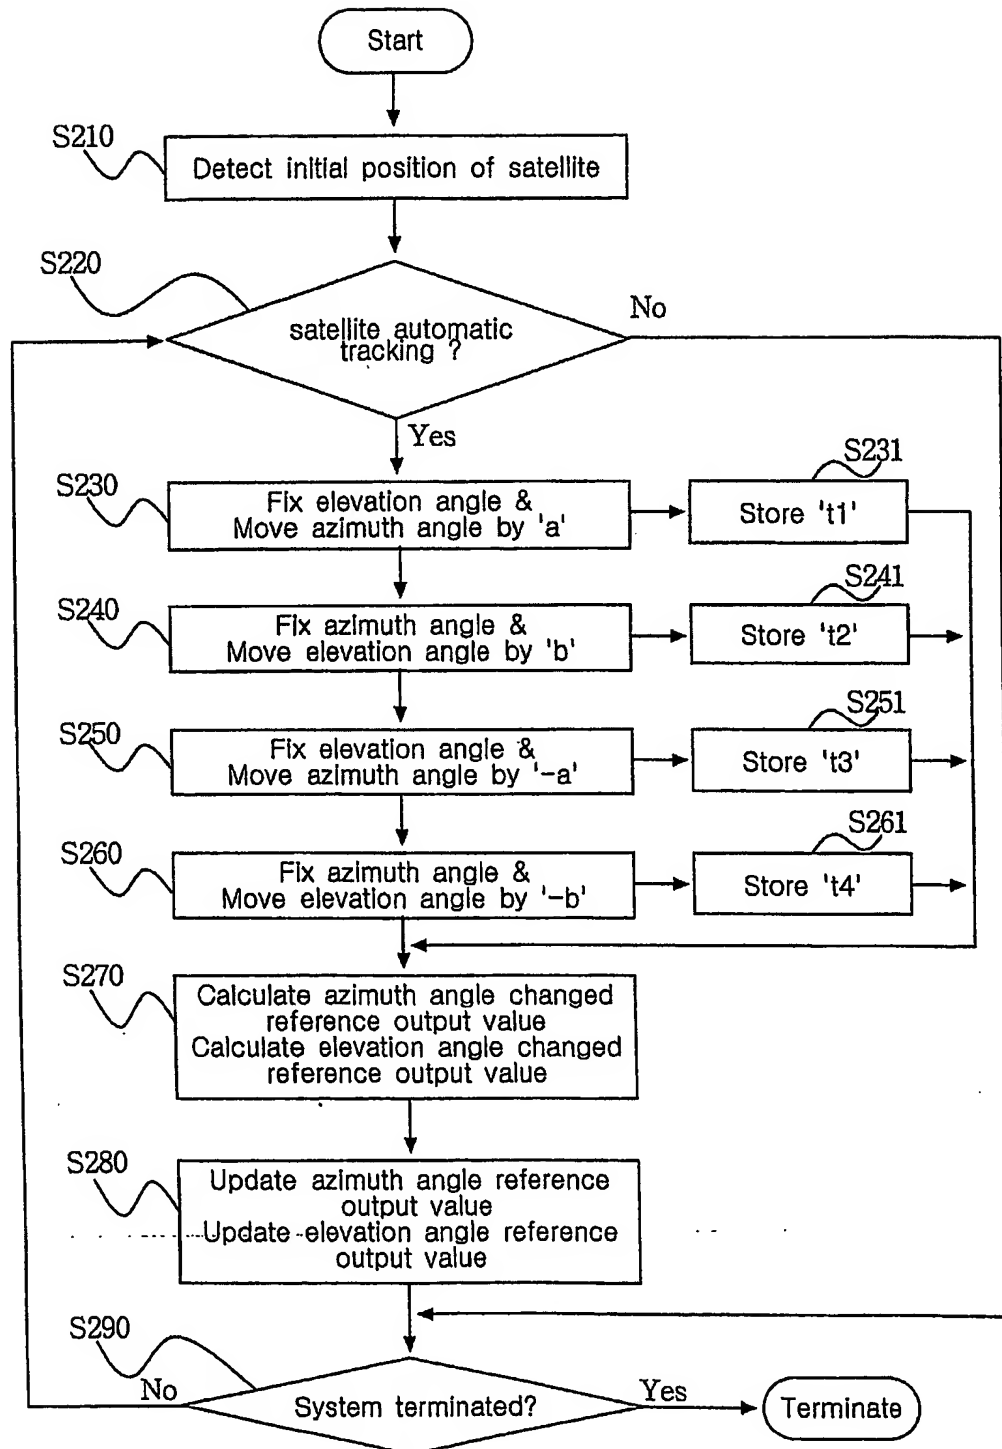 Start
S210
Detect initial position of satellite
S220
satellite automatic
tracking ?
No
Yes
S230
Fix elevation angle &
Move azimuth angle by 'a'
S231
Store 't1'
S240
Fix azimuth angle &
Move elevation angle by 'b'
S241
Store 't2'
S250
Fix elevation angle &
Move azimuth angle by '-a'
S251
Store 't3'
S260
Fix azimuth angle &
Move elevation angle by '-b'
S261
Store 't4'
S270
Calculate azimuth angle changed
reference output value
Calculate elevation angle changed
reference output value
S280
Update azimuth angle reference
output value
Update elevation angle reference
output value
S290
No
System terminated?
Yes
Terminate